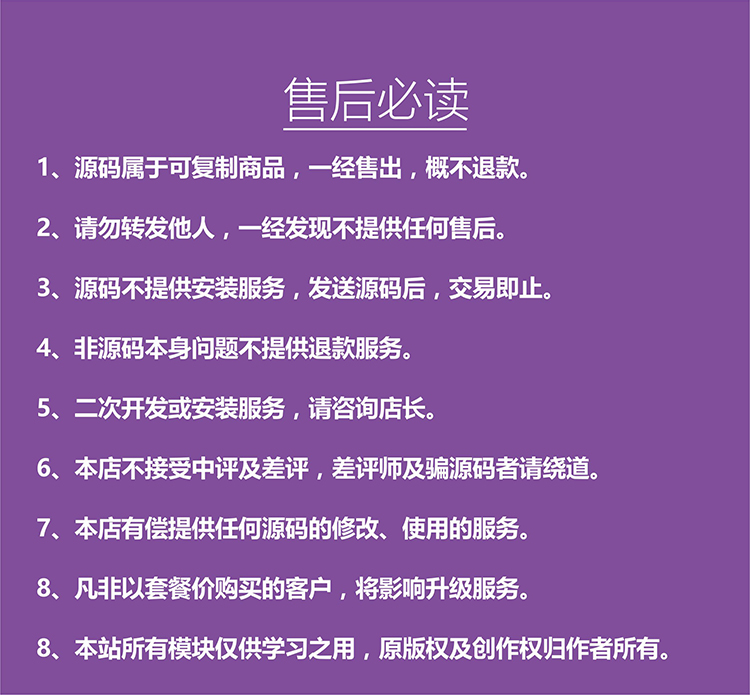 售后必读
1、源码属于可复制商品，一经售出，概不退款。
2、请勿转发他人，一经发现不提供任何售后。
3、源码不提供安装服务，发送源码后，交易即止。
4、非源码本身问题不提供退款服务。
5、二次开发或安装服务，请咨询店长。
6、本店不接受中评及差评，差评师及骗源码者请绕道。
7、本店有偿提供任何源码的修改、使用的服务。
8、凡非以套餐价购买的客户，将影响升级服务。
8、本站所有模块仅供学习之用，原版权及创作权归作者所有。